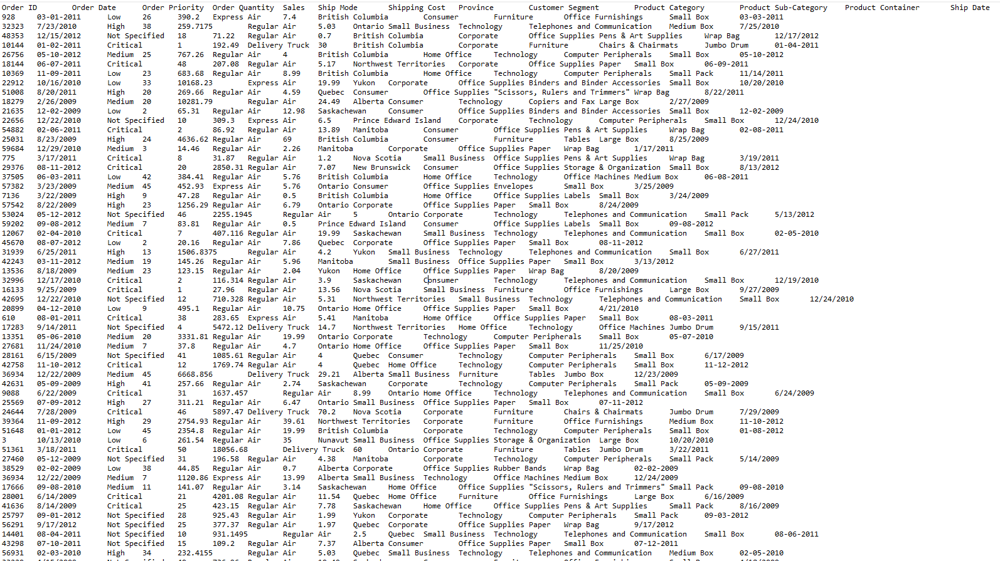 Order ID	Order Date	Order Priority	Order Quantity	Sales	Ship Mode	Shipping Cost	Province	Customer Segment	Product Category	Product Sub-Category	Product Container	Ship Date
928	03-01-2011	Low	26	390.2	Express Air	7.4	British Columbia	Consumer	Office Furnishings	Small Box	03-03-2011
32323	7/23/2010	High	38	259.7175	Regular Air	5.03	Ontario	Small Business	Technology	Telephones and Communication	Medium Box	7/25/2010
48353	12/15/2012	Not Specified	18	71.22	Regular Air	0.7	British Columbia	Corporate	Office Supplies	Pens & Art Supplies	Wrap Bag	12/17/2012
10144	01-02-2011	Critical	1	192.49	Delivery Truck	30	British Columbia	Corporate	Furniture	Chairs & Chairmats	Jumbo Drum	01-04-2011
26756	05-10-2012	Medium	25	767.26	Regular Air	4	British Columbia	Home Office	Technology	Computer Peripherals	Small Box	05-10-2012
18144	06-07-2011	Critical	48	207.08	Regular Air	5.17	Northwest Territories	Corporate	Office Supplies	Paper	Small Box	06-09-2011
10369	11-09-2011	Low	23	683.68	Regular Air	8.99	British Columbia	Home Office	Technology	Computer Peripherals	Small Pack	11/14/2011
22912	10/16/2010	Low	33	10168.23	Express Air	19.99	Yukon	Corporate	Office Supplies	Binders and Binder Accessories	Small Box	10/20/2010
51008	8/20/2011	High	20	269.66	Regular Air	4.59	Quebec	Consumer	Office Supplies	"Scissors, Rulers and Trimmers"	Wrap Bag	8/22/2011
18279	2/26/2009	Medium	20	10281.79	Regular Air	24.49	Alberta	Consumer	Technology	Copiers and Fax	Large Box	2/27/2009
21635	12-02-2009	Low	2	65.31	Regular Air	12.98	Saskachewan	Consumer	Office Supplies	Binders and Binder Accessories	Small Box	12-02-2009
22656	12/22/2010	Not Specified	10	309.3	Express Air	6.5	Prince Edward Island	Corporate	Technology	Computer Peripherals	Small Box	12/24/2010
54882	02-06-2011	Critical	2	86.92	Regular Air	13.89	Manitoba	Consumer	Office Supplies	Pens & Art Supplies	Wrap Bag	02-08-2011
25031	8/23/2009	High	24	4636.62	Regular Air	69	British Columbia	Consumer	Furniture	Tables	Large Box	8/25/2009
59684	12/29/2010	Medium	3	14.46	Regular Air	2.26	Manitoba	Corporate	Office Supplies	Paper	Wrap Bag	1/17/2011
775	3/17/2011	Critical	8	31.87	Regular Air	1.2	Nova Scotia	Small Business	Office Supplies	Pens & Art Supplies	Wrap Bag	3/19/2011
29376	08-11-2012	Critical	20	2850.31	Regular Air	7.07	New Brunswick	Consumer	Office Supplies	Storage & Organization	Small Box	8/13/2012
37505	06-03-2011	Low	42	384.41	Regular Air	5.76	British Columbia	Home Office	Technology	Office Machines	Medium Box	06-08-2011
57382	3/23/2009	Medium	45	452.93	Express Air	5.76	Ontario	Consumer	Office Supplies	Envelopes	Small Box	3/25/2009
7136	3/22/2009	High	9	47.28	Regular Air	0.5	British Columbia	Home Office	Office Supplies	Labels	Small Box	3/24/2009
57542	8/22/2009	High	23	1256.29	Regular Air	6.79	Ontario	Corporate	Office Supplies	Paper	Small Box	8/24/2009
53024	05-12-2012	Not Specified	46	2255.1945	Regular Air	5	Ontario	Corporate	Technology	Telephones and Communication	Small Pack	5/13/2012
59202	09-08-2012	Medium	7	83.81	Regular Air	0.5	Prince Edward Island	Consumer	Office Supplies	Labels	Small Box	09-08-2012
12067	02-04-2010	Critical	7	407.116	Regular Air	19.99	Saskachewan	Small Business	Technology	Telephones and Communication	Small Box	02-05-2010
45670	08-07-2012	Low	2	20.16	Regular Air	7.86	Quebec	Corporate	Office Supplies	Paper	Small Box	08-11-2012
31939	6/25/2011	High	13	1506.8375	Regular Air	4.2	Yukon	Small Business	Technology	Telephones and Communication	Small Box	6/27/2011
42243	03-11-2012	Medium	19	145.26	Regular Air	5.96	Manitoba	Small Business	Office Supplies	Paper	Small Box	3/13/2012
13536	8/18/2009	Medium	23	123.15	Regular Air	2.04	Yukon	Home Office	Office Supplies	Paper	Wrap Bag	8/20/2009
32996	12/17/2010	Critical	2	116.314	Regular Air	3.9	Saskachewan	Consumer	Technology	Telephones and Communication	Small Box	12/19/2010
16133	9/25/2009	Critical	1	27.96	Regular Air	13.56	Nova Scotia	Small Business	Furniture	Office Furnishings	Large Box	9/27/2009
42695	12/22/2010	Not Specified	12	710.328	Regular Air	5.31	Northwest Territories	Small Business	Technology	Telephones and Communication	Small Box	12/24/2010
20899	04-12-2010	Low	9	495.1	Regular Air	10.75	Ontario	Home Office	Office Supplies	Paper	Small Box	4/21/2010
610	08-01-2011	Critical	38	283.65	Express Air	5.41	Manitoba	Home Office	Office Supplies	Paper	Small Box	08-03-2011
17283	9/14/2011	Not Specified	4	5472.12	Delivery Truck	14.7	Northwest Territories	Home Office	Technology	Office Machines	Jumbo Drum	9/15/2011
13351	05-06-2010	Medium	20	3331.81	Regular Air	19.99	Ontario	Corporate	Technology	Computer Peripherals	Small Box	05-07-2010
27681	11/24/2010	Medium	7	37.8	Regular Air	4.7	Ontario	Home Office	Office Supplies	Paper	Small Box	11/25/2010
28161	6/15/2009	Not Specified	41	1085.61	Regular Air	4	Quebec	Consumer	Technology	Computer Peripherals	Small Box	6/17/2009
42758	11-10-2012	Critical	12	1769.74	Regular Air	4	Quebec	Home Office	Technology	Computer Peripherals	Small Box	11-12-2012
36934	12/22/2009	Medium	45	6668.856	Delivery Truck	29.21	Alberta	Small Business	Furniture	Tables	Jumbo Box	12/23/2009
42631	05-09-2009	High	41	257.66	Regular Air	2.74	Saskachewan	Corporate	Technology	Computer Peripherals	Small Pack	05-09-2009
9088	6/22/2009	Critical	31	1637.457	Regular Air	8.99	Ontario	Home Office	Technology	Telephones and Communication	Small Box	6/24/2009
25569	07-09-2012	High	27	311.21	Regular Air	6.47	Ontario	Small Business	Office Supplies	Paper	Small Box	07-11-2012
24644	7/28/2009	Critical	46	5897.47	Delivery Truck	70.2	Nova Scotia	Corporate	Furniture	Chairs & Chairmats	Jumbo Drum	7/29/2009
39364	11-09-2012	High	29	2754.93	Regular Air	39.61	Northwest Territories	Corporate	Furniture	Office Furnishings	Medium Box	11-10-2012
51648	01-01-2012	Low	45	2354.8	Regular Air	19.99	British Columbia	Corporate	Technology	Computer Peripherals	Small Box	01-08-2012
3	10/13/2010	Low	6	261.54	Regular Air	35	Nunavut	Small Business	Office Supplies	Storage & Organization	Large Box	10/20/2010
51361	3/18/2011	Critical	50	18056.68	Delivery Truck	60	Ontario	Corporate	Furniture	Tables	Jumbo Drum	3/22/2011
27460	05-12-2009	Not Specified	31	196.58	Regular Air	4.38	Manitoba	Corporate	Technology	Computer Peripherals	Small Pack	5/14/2009
38529	02-02-2009	Low	38	44.85	Regular Air	0.7	Alberta	Corporate	Office Supplies	Rubber Bands	Wrap Bag	02-02-2009
36934	12/22/2009	Medium	7	1120.86	Express Air	13.99	Alberta	Small Business	Technology	Office Machines	Medium Box	12/24/2009
17666	09-08-2010	Medium	11	141.07	Regular Air	3.14	Saskachewan	Home Office	Office Supplies	"Scissors, Rulers and Trimmers"	Small Pack	09-08-2010
28001	6/14/2009	Critical	21	4201.08	Regular Air	11.54	Quebec	Home Office	Furniture	Office Furnishings	Large Box	6/16/2009
41636	8/14/2009	Critical	25	423.15	Regular Air	7.78	Saskachewan	Home Office	Office Supplies	Pens & Art Supplies	Small Pack	8/16/2009
25797	09-01-2012	Not Specified	28	925.43	Regular Air	1.99	Yukon	Corporate	Technology	Computer Peripherals	Small Pack	09-03-2012
56291	9/17/2012	Not Specified	25	377.37	Regular Air	1.97	Quebec	Corporate	Office Supplies	Paper	Wrap Bag	9/17/2012
14401	08-04-2011	Not Specified	10	931.1495	Regular Air	2.5	Quebec	Small Business	Technology	Telephones and Communication	Small Box	08-06-2011
43298	07-10-2011	Not Specified	15	109.2	Regular Air	7.37	Alberta	Consumer	Office Supplies	Paper	Small Box	07-12-2011
56931	02-03-2010	High	34	232.4155	Regular Air	5.03	Quebec	Small Business	Technology	Telephones and Communication	Medium Box	02-05-2010